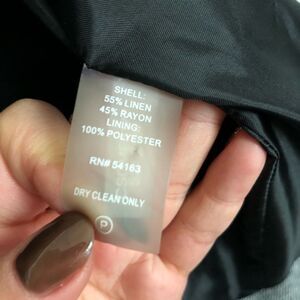 SHELL:
55% LINEN
45% RAYON
LINING:
100% POLYESTER
RN# 54163
DRY CLEAN ONLY
P